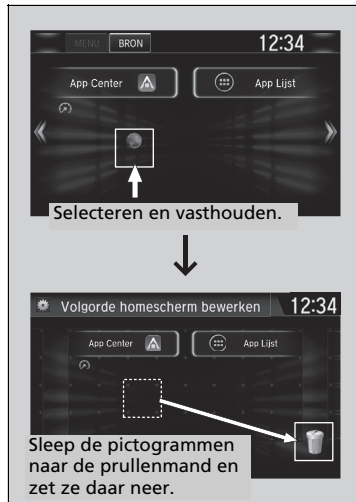 MENU
BRON
12:34
App Center
App Lijst
Selecteren en vasthouden.
Volgorde homescherm bewerken
12:34
App Center
App Lijst
Sleep de pictogrammen
naar de prullenmand en
zet ze daar neer.